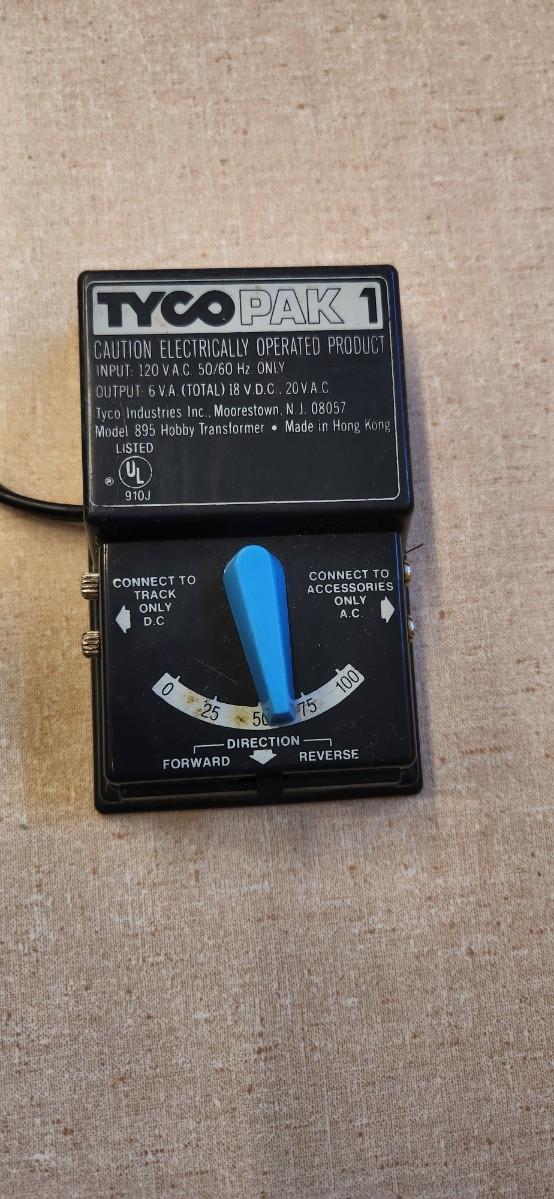 TYCO PAK 1
CAUTION ELECTRICALLY OPERATED PRODUCT
INPUT: 120 V.A.C. 50/60 Hz. ONLY
OUTPUT: 6 V.A. (TOTAL) 18 V.D.C., 20 V.A.C.
Tyco Industries Inc., Moorestown, N.J. 08057
Model 895 Hobby Transformer • Made in Hong Kong
LISTED
® UL
910J
CONNECT TO
TRACK
ONLY
D.C
CONNECT TO
ACCESSORIES
ONLY
A.C.
0 25 50 75 100
DIRECTION
FORWARD REVERSE